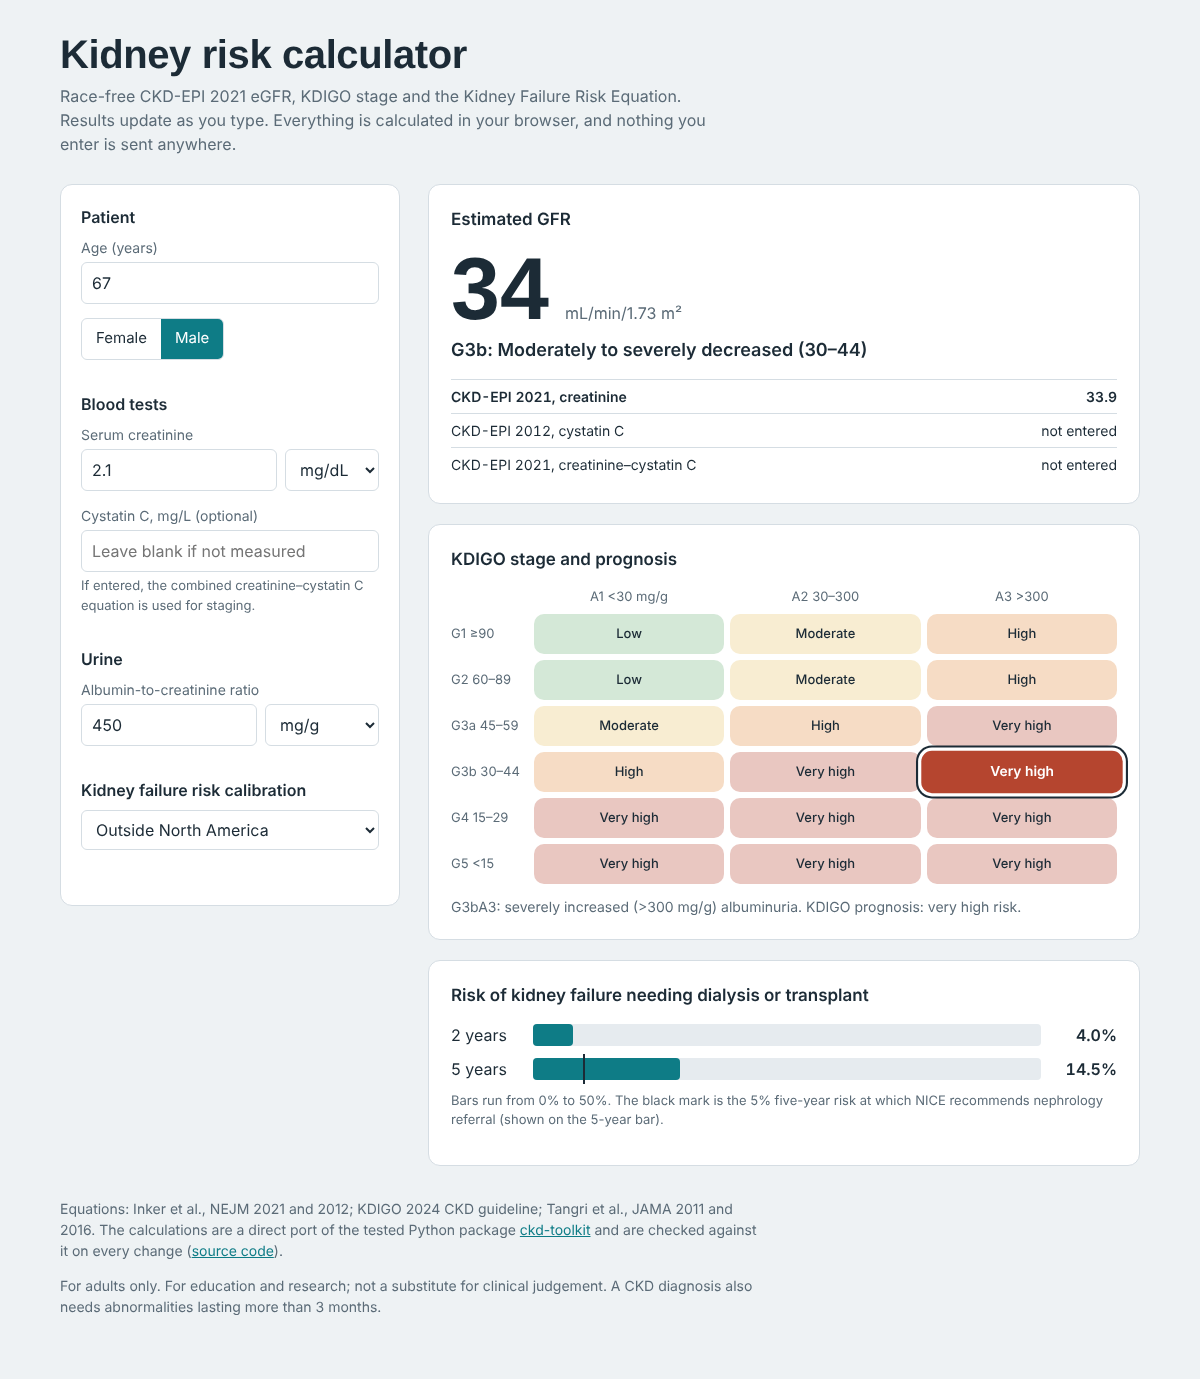 Kidney risk calculator
Race-free CKD-EPI 2021 eGFR, KDIGO stage and the Kidney Failure Risk Equation.
Results update as you type. Everything is calculated in your browser, and nothing you
enter is sent anywhere.
Patient
Age (years)
67
Female Male
Blood tests
Serum creatinine
2.1 mg/dL
Cystatin C, mg/L (optional)
Leave blank if not measured
If entered, the combined creatinine–cystatin C
equation is used for staging.
Urine
Albumin-to-creatinine ratio
450 mg/g
Kidney failure risk calibration
Outside North America
Estimated GFR
34 mL/min/1.73 m²
G3b: Moderately to severely decreased (30–44)
CKD-EPI 2021, creatinine 33.9
CKD-EPI 2012, cystatin C not entered
CKD-EPI 2021, creatinine–cystatin C not entered
KDIGO stage and prognosis
A1 <30 mg/g A2 30–300 A3 >300
G1 ≥90 Low Moderate High
G2 60–89 Low Moderate High
G3a 45–59 Moderate High Very high
G3b 30–44 High Very high Very high
G4 15–29 Very high Very high Very high
G5 <15 Very high Very high Very high
G3bA3: severely increased (>300 mg/g) albuminuria. KDIGO prognosis: very high risk.
Risk of kidney failure needing dialysis or transplant
2 years 4.0%
5 years 14.5%
Bars run from 0% to 50%. The black mark is the 5% five-year risk at which NICE recommends nephrology
referral (shown on the 5-year bar).
Equations: Inker et al., NEJM 2021 and 2012; KDIGO 2024 CKD guideline; Tangri et al., JAMA 2011 and
2016. The calculations are a direct port of the tested Python package ckd-toolkit and are checked against
it on every change (source code).
For adults only. For education and research; not a substitute for clinical judgement. A CKD diagnosis also
needs abnormalities lasting more than 3 months.